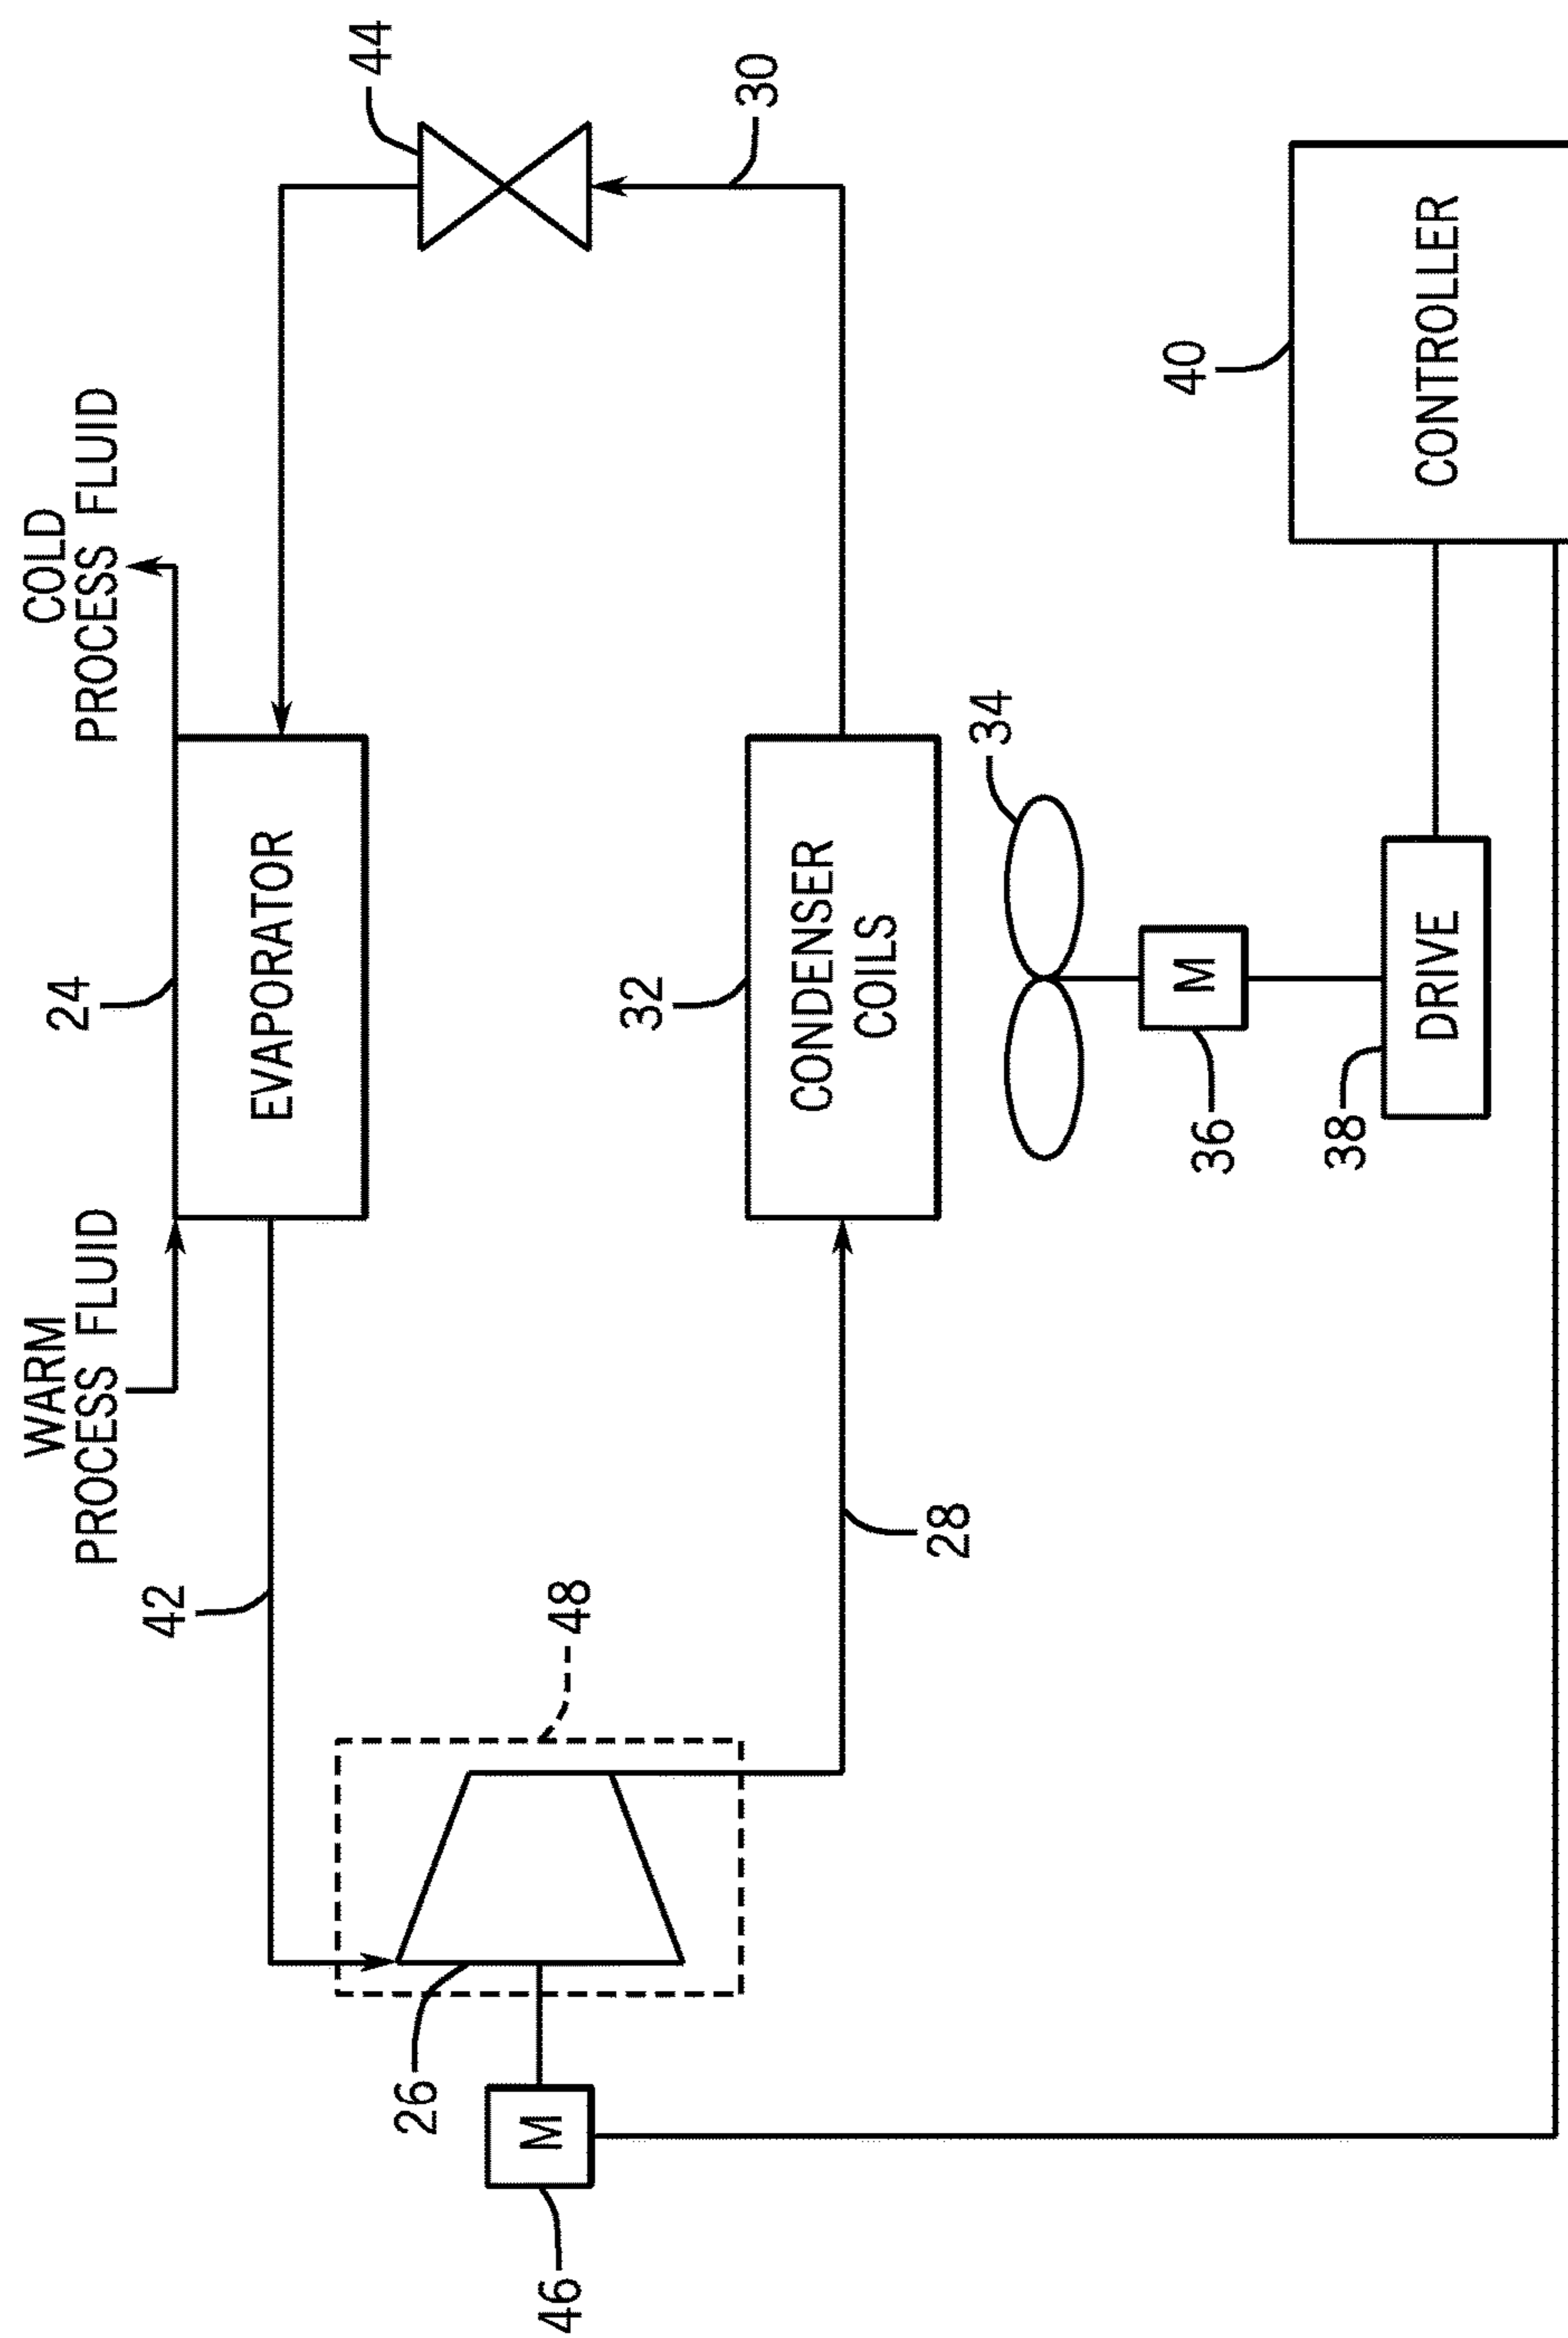 WARM
PROCESS FLUID
COLD
PROCESS FLUID
24
42
EVAPORATOR
44
26
46
M
48
32
30
CONDENSER
COILS
28
34
40
36
M
38
DRIVE
CONTROLLER